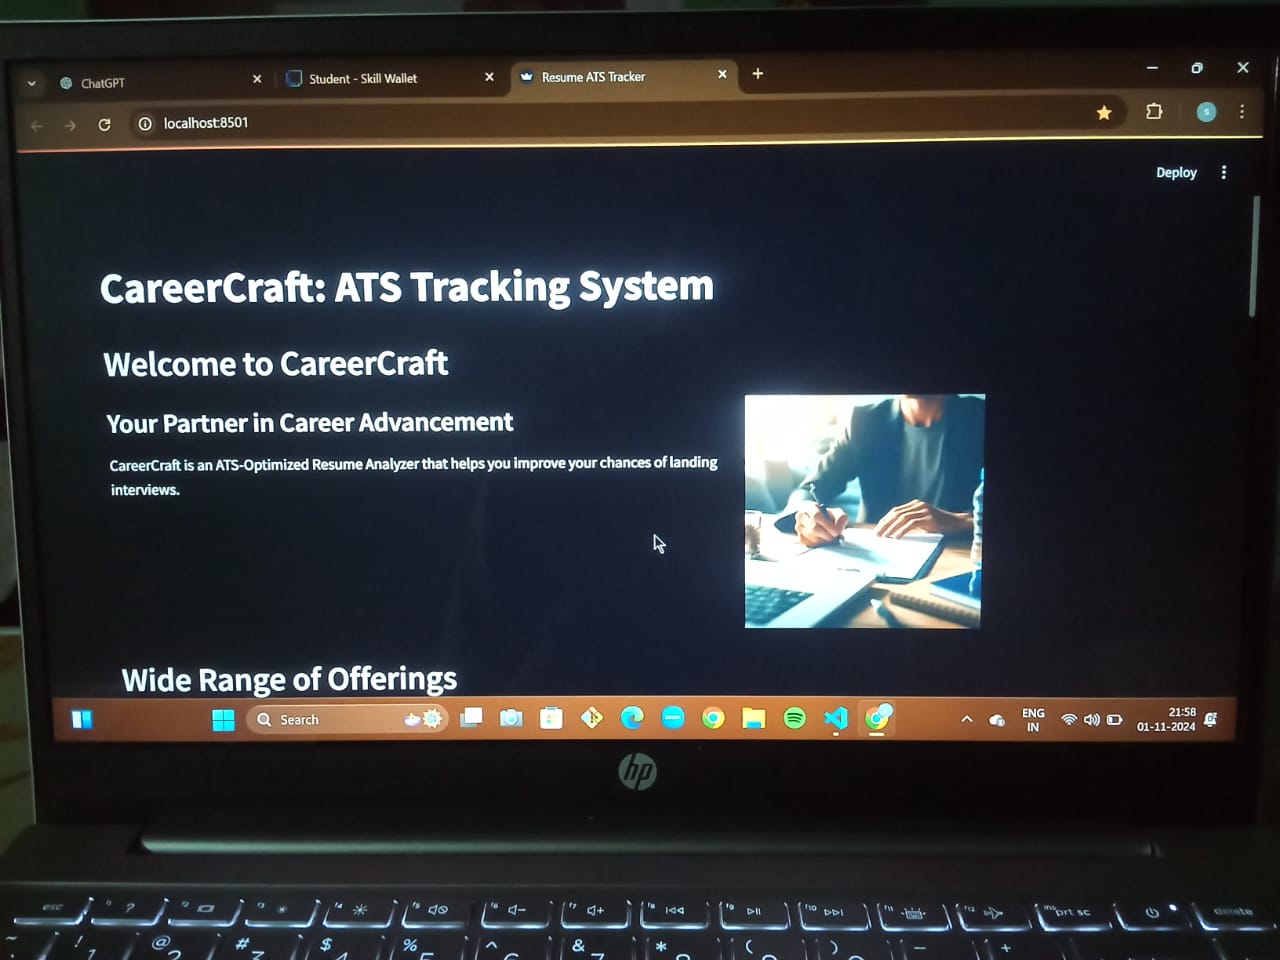 ChatGPT
Student - Skill Wallet
Resume ATS Tracker
localhost:8501
S
Deploy
CareerCraft: ATS Tracking System
Welcome to CareerCraft
Your Partner in Career Advancement
CareerCraft is an ATS-Optimized Resume Analyzer that helps you improve your chances of landing
interviews.
Wide Range of Offerings
Search
ENG
IN
21:58
01-11-2024
hp
esc
?
prt sc
delete
! @ # $ % ^ & * ( ) _ +